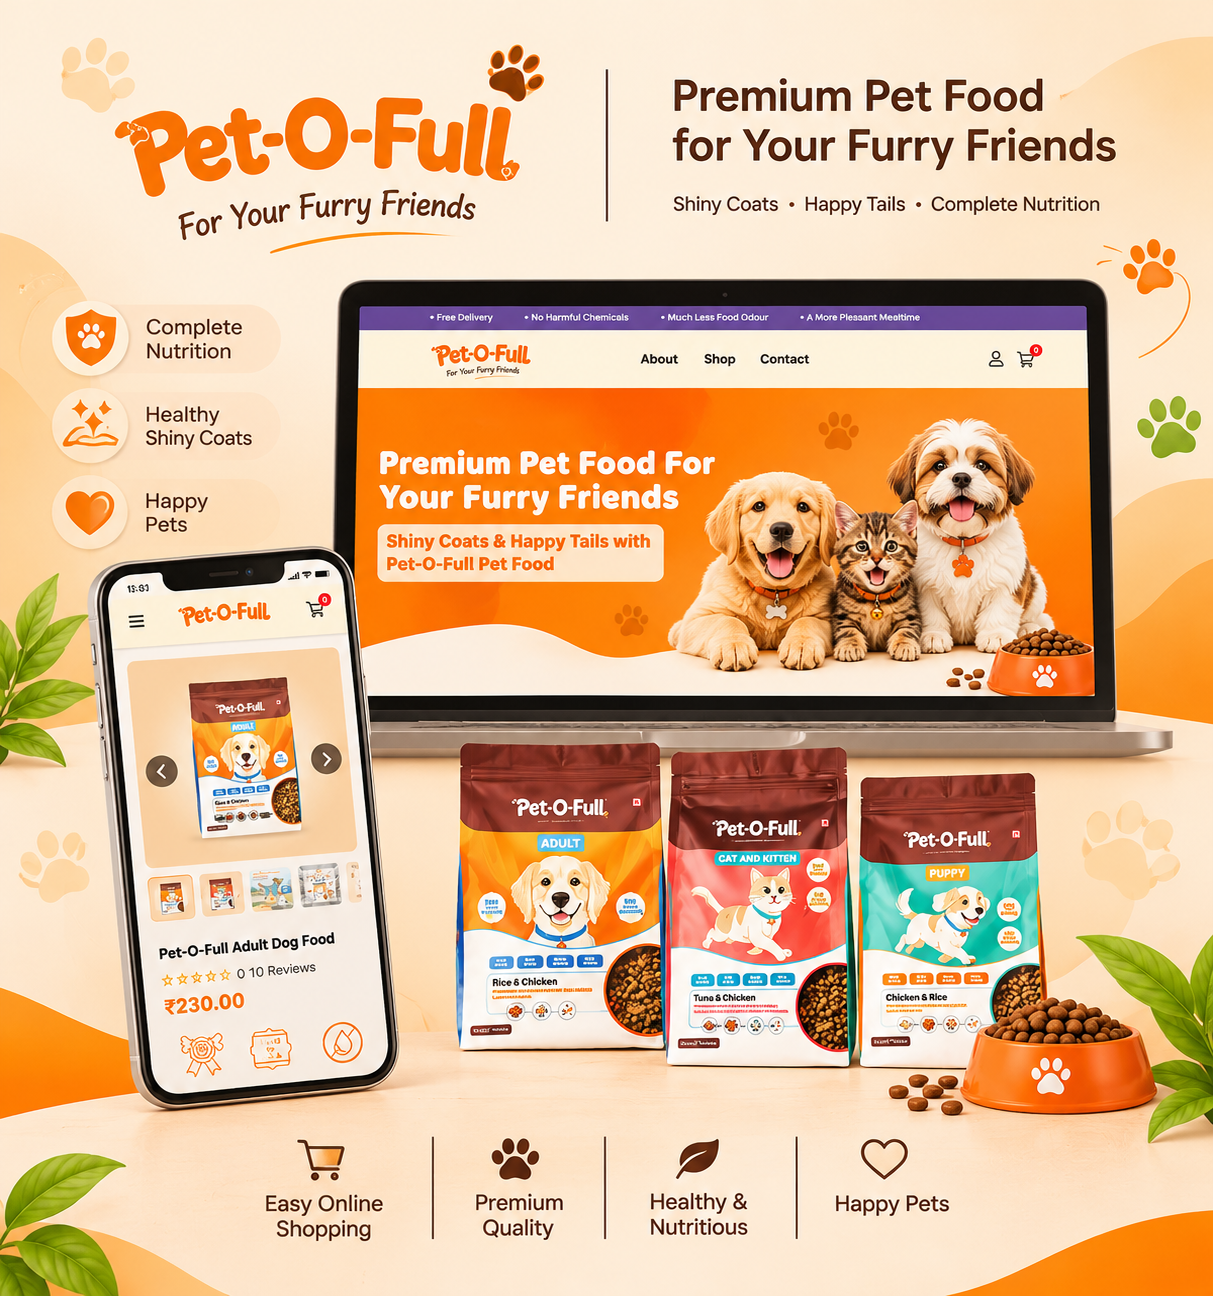 Pet-O-Full
For Your Furry Friends
Premium Pet Food
for Your Furry Friends
Shiny Coats • Happy Tails • Complete Nutrition
Complete
Nutrition
Healthy
Shiny Coats
Happy
Pets
• Free Delivery • No Harmful Chemicals • Much Less Food Odour • A More Plessant Mealtime
Pet-O-Full
For Your Furry Friends
About Shop Contact
0
Premium Pet Food For
Your Furry Friends
Shiny Coats & Happy Tails with
Pet-O-Full Pet Food
Pet-O-Full
0
Pet-O-Full
ADULT
Pet-O-Full Adult Dog Food
0 10 Reviews
₹230.00
Pet-O-Full
ADULT
Rice & Chicken
Pet-O-Full
CAT AND KITTEN
Tuna & Chicken
Pet-O-Full
PUPPY
Chicken & Rice
Easy Online
Shopping
Premium
Quality
Healthy &
Nutritious
Happy Pets